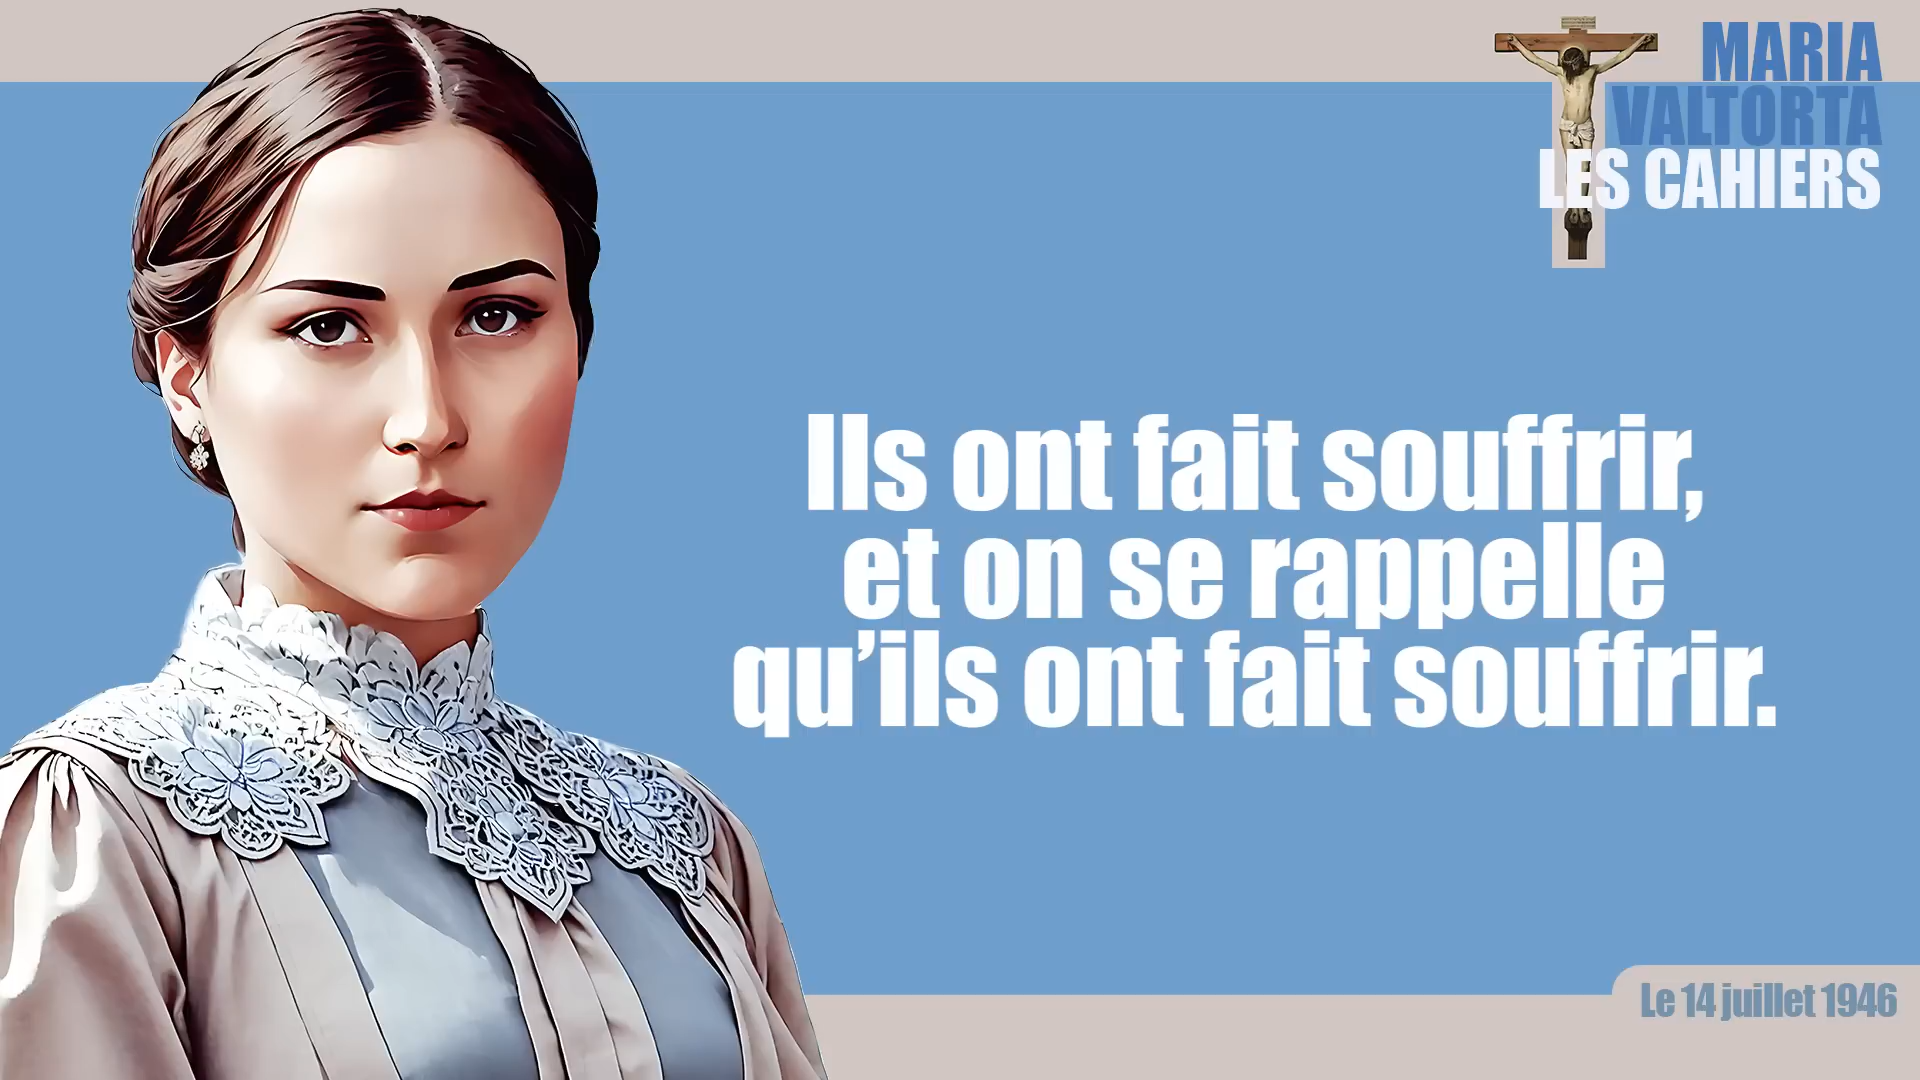 MARIA
VALTORTA
LES CAHIERS
Ils ont fait souffrir,
et on se rappelle
qu’ils ont fait souffrir.
Le 14 juillet 1946